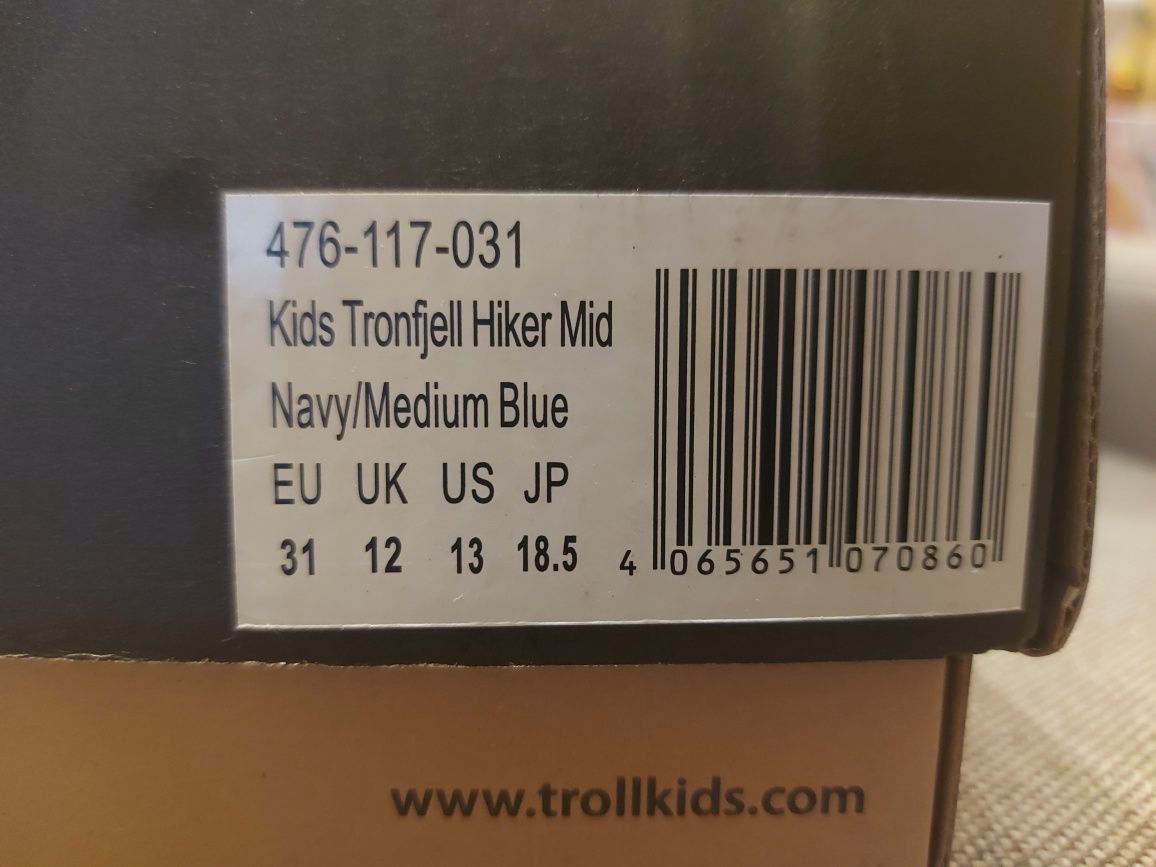 476-117-031
Kids Tronfjell Hiker Mid
Navy/Medium Blue
EU UK US JP
31 12 13 18.5
4 065651 070860
www.trollkids.com